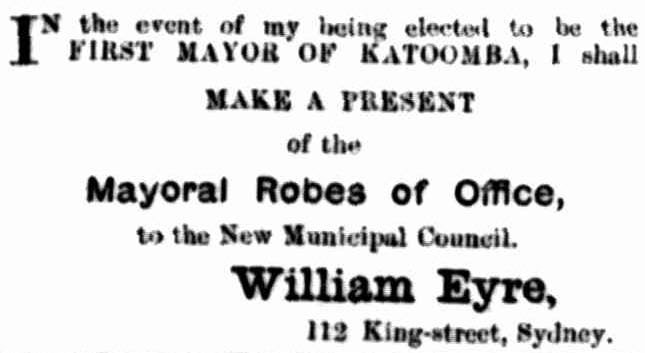 IN the event of my being elected to be the
FIRST MAYOR OF KATOOMBA, I shall
MAKE A PRESENT
of the
Mayoral Robes of Office,
to the New Municipal Council.
William Eyre,
112 King-street, Sydney.